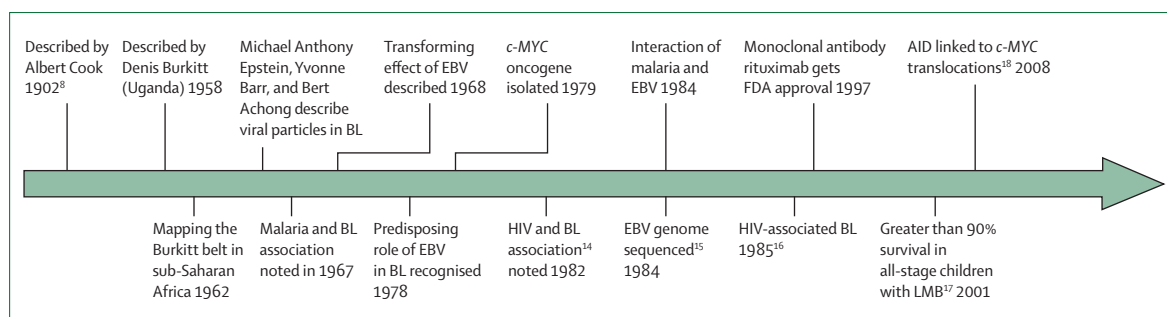 Described by
Albert Cook
1902⁸
Described by
Denis Burkitt
(Uganda) 1958
Michael Anthony
Epstein, Yvonne
Barr, and Bert
Achong describe
viral particles in BL
Transforming
effect of EBV
described 1968
c-MYC
oncogene
isolated 1979
Interaction of
malaria and
EBV 1984
Monoclonal antibody
rituximab gets
FDA approval 1997
AID linked to c-MYC
translocations¹⁸ 2008
Mapping the
Burkitt belt in
sub-Saharan
Africa 1962
Malaria and BL
association
noted in 1967
Predisposing
role of EBV
in BL recognised
1978
HIV and BL
association¹⁴
noted 1982
EBV genome
sequenced¹⁵
1984
HIV-associated BL
1985¹⁶
Greater than 90%
survival in
all-stage children
with LMB¹⁷ 2001